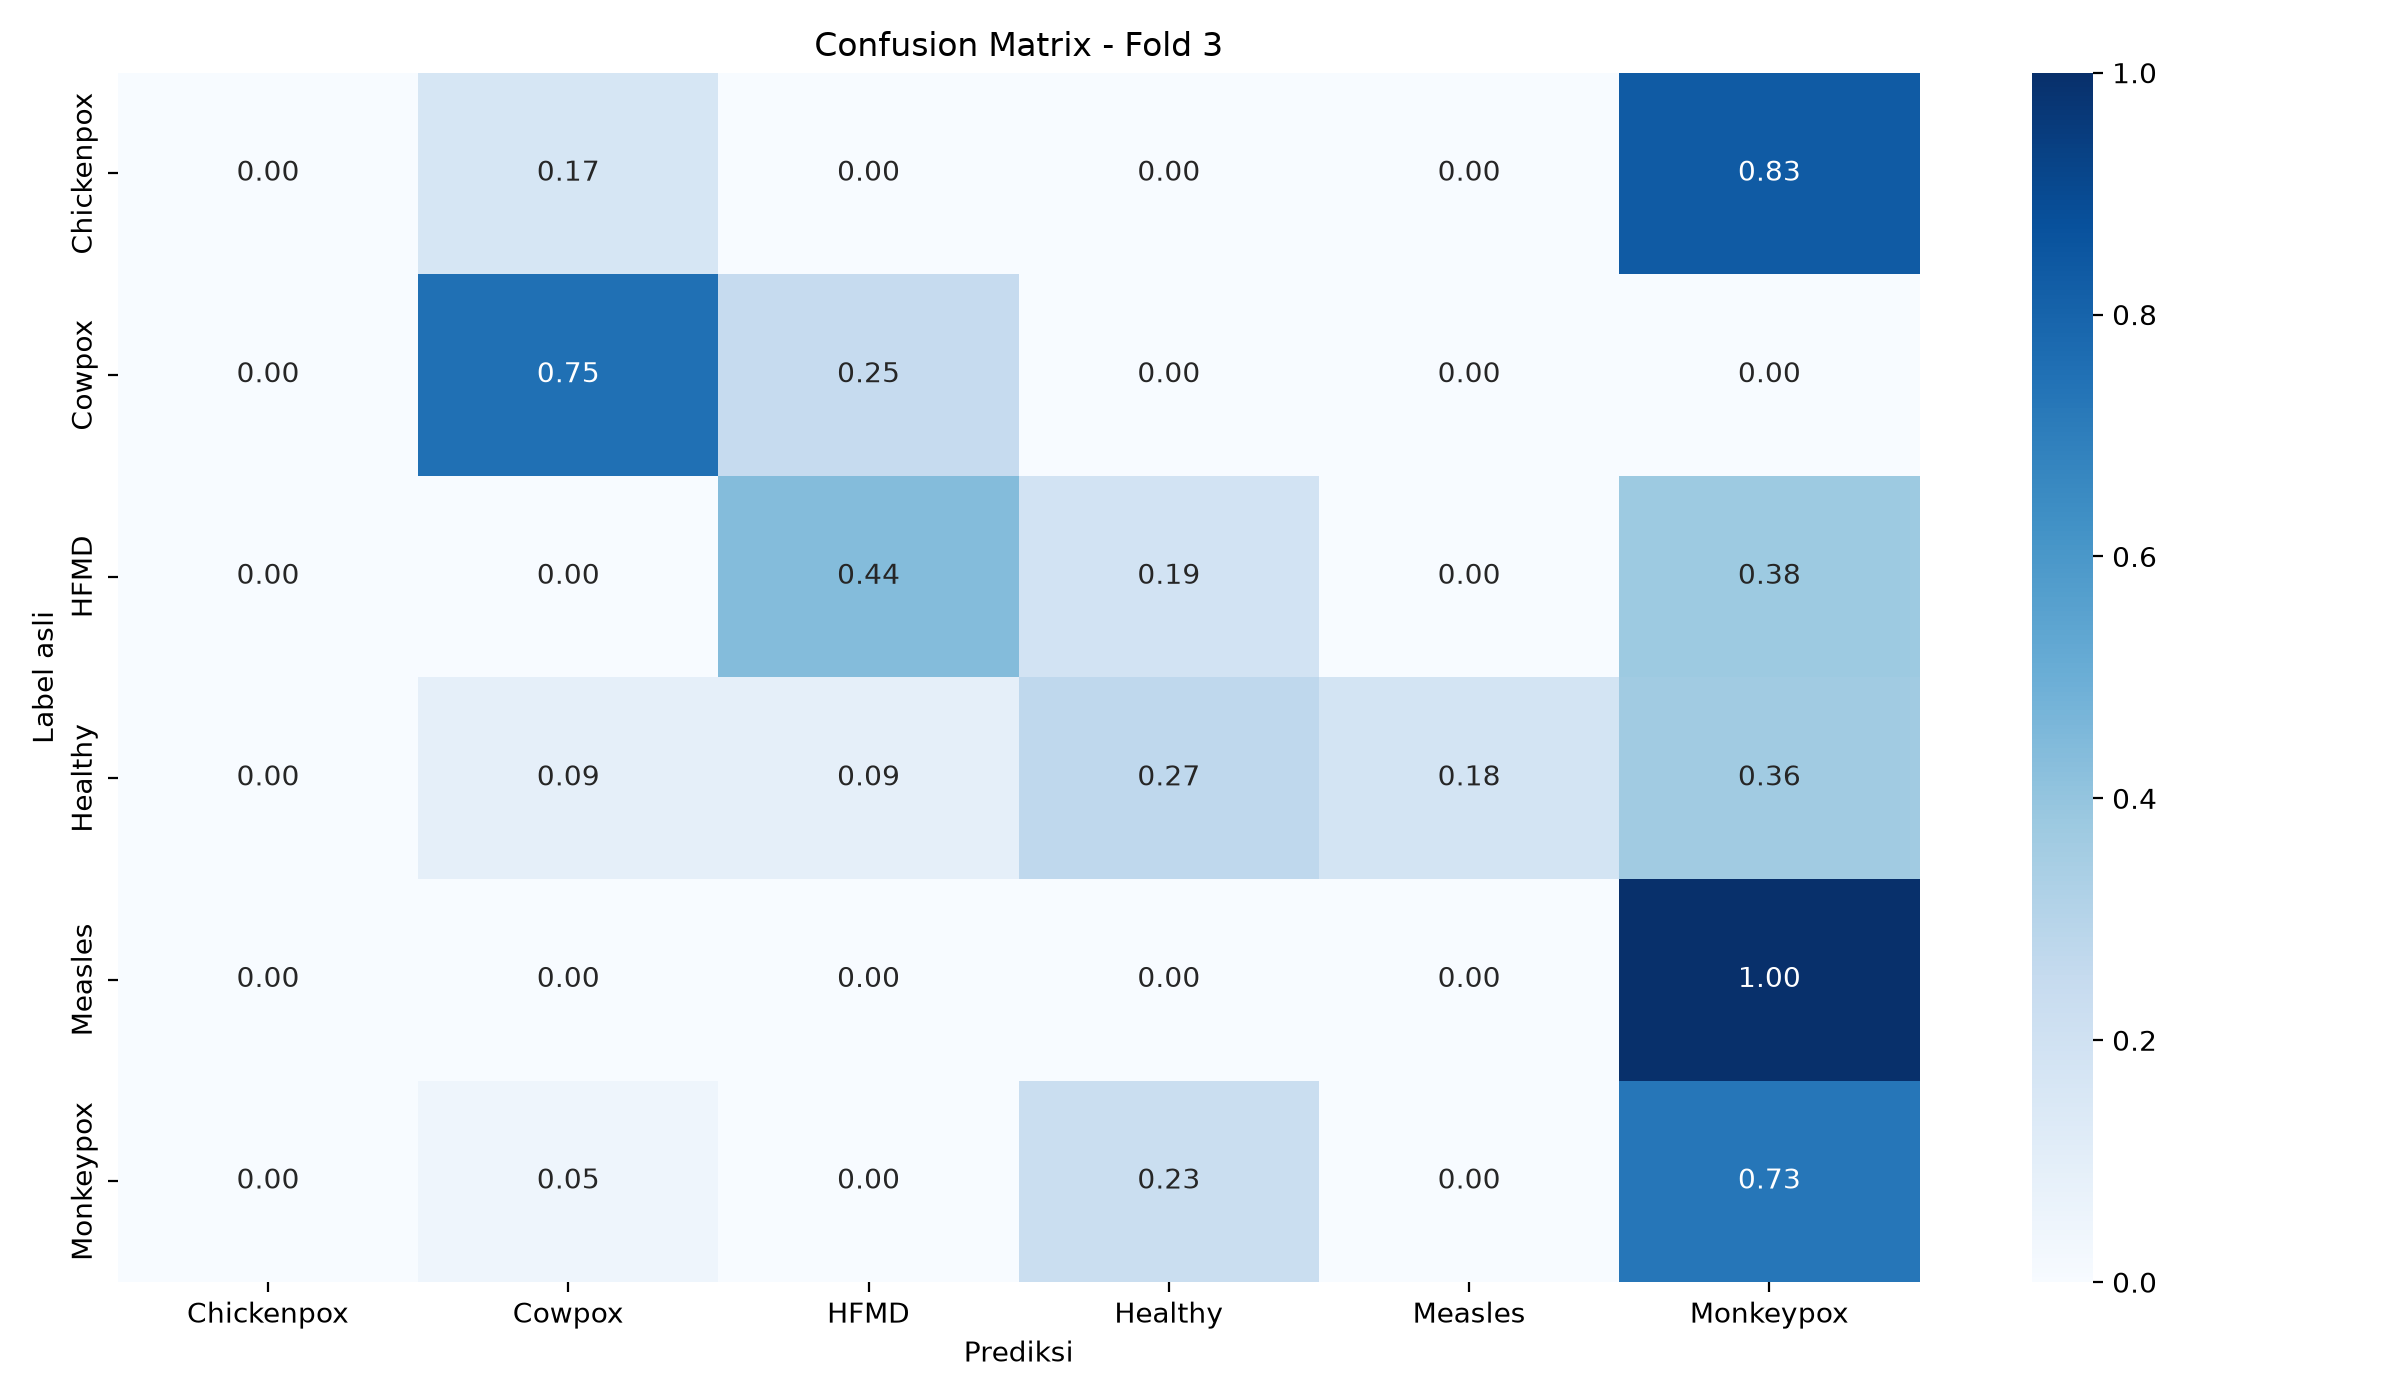 Confusion Matrix - Fold 3
Label asli
Chickenpox
0.00 0.17 0.00 0.00 0.00 0.83
Cowpox
0.00 0.75 0.25 0.00 0.00 0.00
HFMD
0.00 0.00 0.44 0.19 0.00 0.38
Healthy
0.00 0.09 0.09 0.27 0.18 0.36
Measles
0.00 0.00 0.00 0.00 0.00 1.00
Monkeypox
0.00 0.05 0.00 0.23 0.00 0.73
Chickenpox Cowpox HFMD Healthy Measles Monkeypox
Prediksi
1.0
0.8
0.6
0.4
0.2
0.0